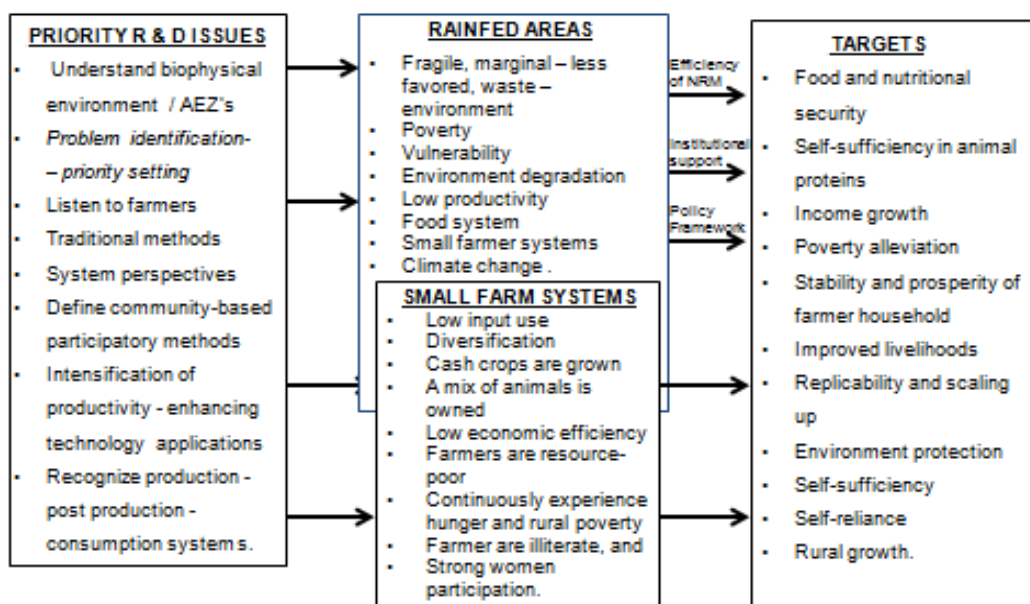 PRIORITY R & D ISSUES
• Understand biophysical
environment / AEZ's
• Problem identification-
– priority setting
• Listen to farmers
• Traditional methods
• System perspectives
• Define community-based
participatory methods
• Intensification of
productivity - enhancing
technology applications
• Recognize production -
post production -
consumption systems.
RAINFED AREAS
• Fragile, marginal – less
favored, waste –
environment
• Poverty
• Vulnerability
• Environment degradation
• Low productivity
• Food system
• Small farmer systems
• Climate change .
SMALL FARM SYSTEMS
• Low input use
• Diversification
• Cash crops are grown
• A mix of animals is
owned
• Low economic efficiency
• Farmers are resource-
poor
• Continuously experience
hunger and rural poverty
• Farmer are illiterate, and
• Strong women
participation.
Efficiency
of NRM
Institutional
support
Policy
Framework
TARGETS
• Food and nutritional
security
• Self-sufficiency in animal
proteins
• Income growth
• Poverty alleviation
• Stability and prosperity of
farmer household
• Improved livelihoods
• Replicability and scaling
up
• Environment protection
• Self-sufficiency
• Self-reliance
• Rural growth.